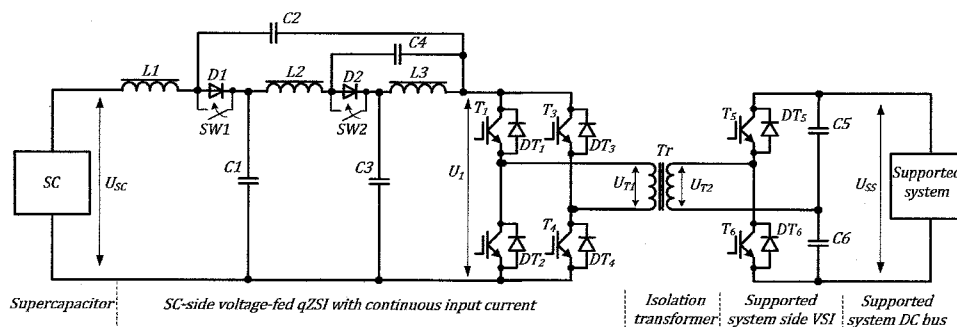 C2
C4
L1
D1
L2
D2
L3
SW1
SW2
T1
T3
DT1
DT3
T5
DT5
C5
Tr
SC
USC
C1
C3
U1
UT1
UT2
USS
Supported
system
T4
DT2
DT4
T6
DT6
C6
Supercapacitor
SC-side voltage-fed qZSI with continuous input current
Isolation
transformer
Supported
system side VSI
Supported
system DC bus